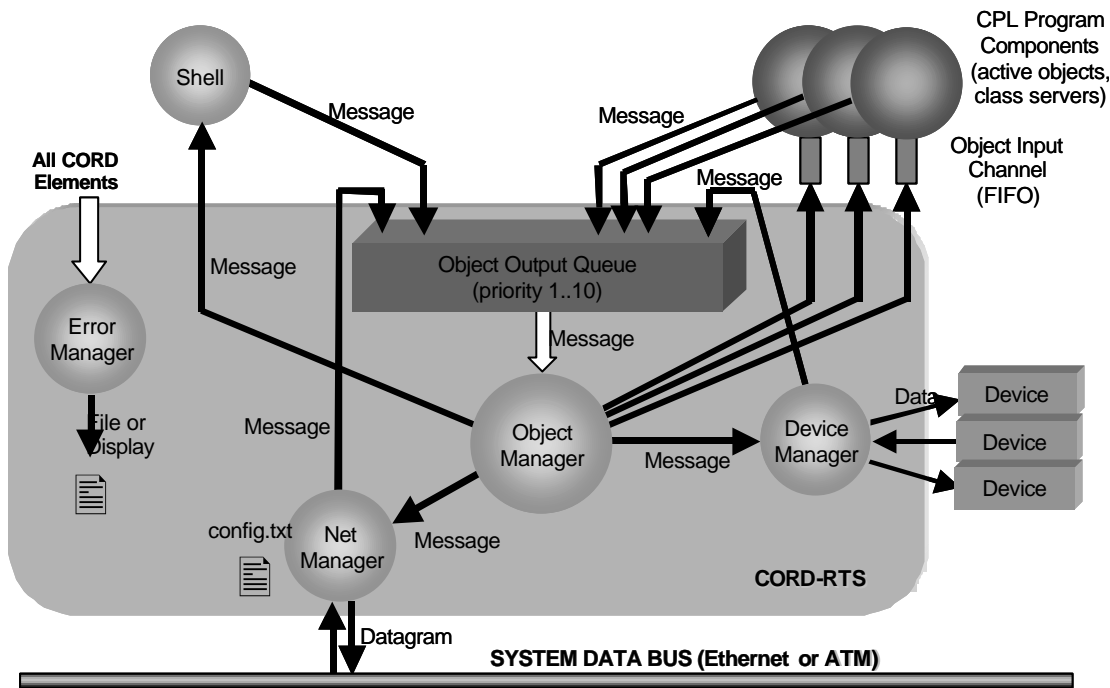 CPL Program
Components
(active objects,
class servers)
Shell
Message
Message
Object Input
Channel
(FIFO)
All CORD
Elements
Message
Message
Object Output Queue
(priority 1..10)
Error
Manager
Message
File or
Display
Message
Object
Manager
Message
Device
Manager
Data
Device
Device
Device
config.txt
Net
Manager
Message
CORD-RTS
Datagram
SYSTEM DATA BUS (Ethernet or ATM)